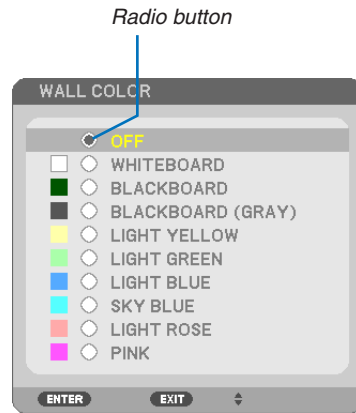 Radio button
WALL COLOR
OFF
WHITEBOARD
BLACKBOARD
BLACKBOARD (GRAY)
LIGHT YELLOW
LIGHT GREEN
LIGHT BLUE
SKY BLUE
LIGHT ROSE
PINK
ENTER EXIT